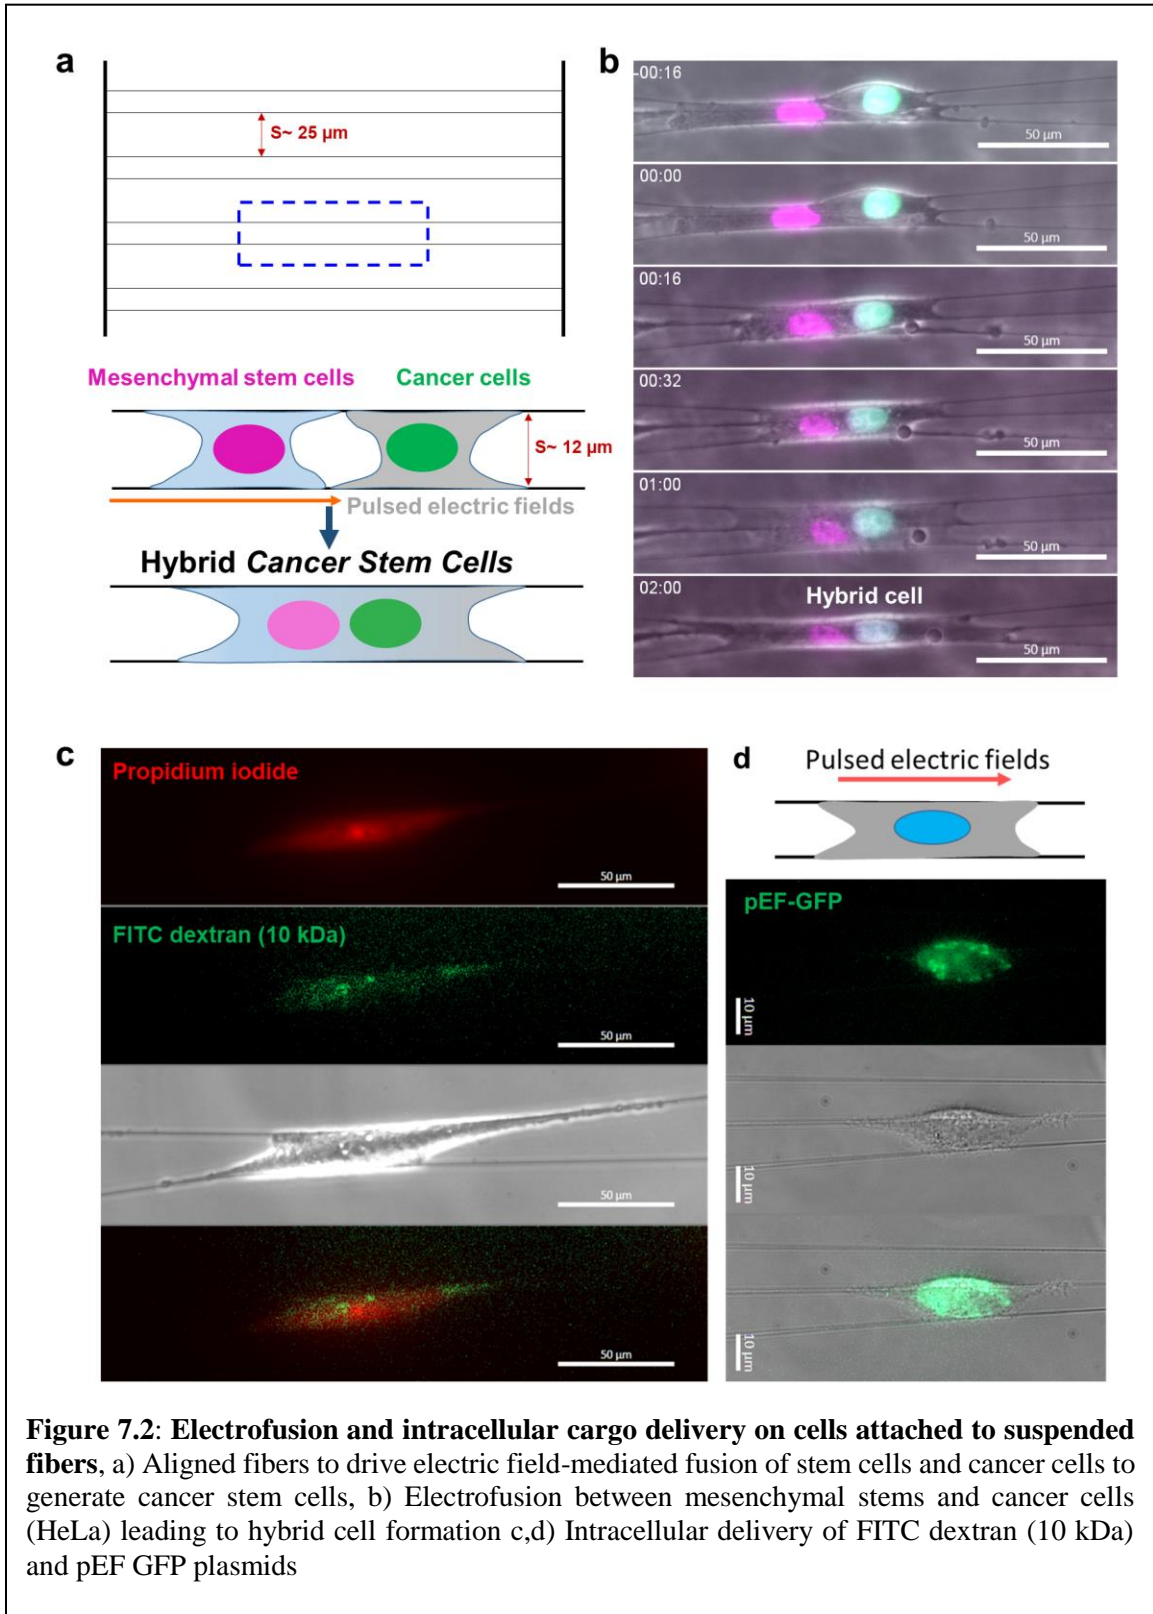 a
S~ 25 µm
Mesenchymal stem cells
Cancer cells
S~ 12 µm
Pulsed electric fields
Hybrid Cancer Stem Cells
b
-00:16
50 µm
00:00
50 µm
00:16
50 µm
00:32
50 µm
01:00
50 µm
02:00
Hybrid cell
50 µm
c
Propidium iodide
50 µm
FITC dextran (10 kDa)
50 µm
50 µm
50 µm
d
Pulsed electric fields
pEF-GFP
10 µm
10 µm
10 µm
Figure 7.2: Electrofusion and intracellular cargo delivery on cells attached to suspended
fibers, a) Aligned fibers to drive electric field-mediated fusion of stem cells and cancer cells to
generate cancer stem cells, b) Electrofusion between mesenchymal stems and cancer cells
(HeLa) leading to hybrid cell formation c,d) Intracellular delivery of FITC dextran (10 kDa)
and pEF GFP plasmids